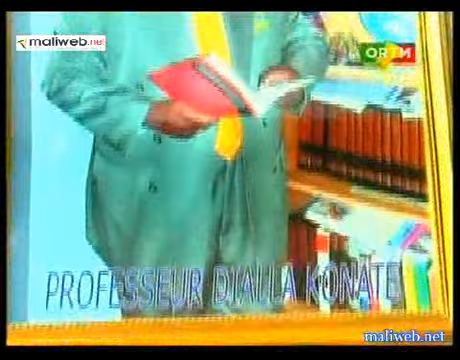 maliweb.net
ORTM
PROFESSEUR DIALLA KONATE
maliweb.net